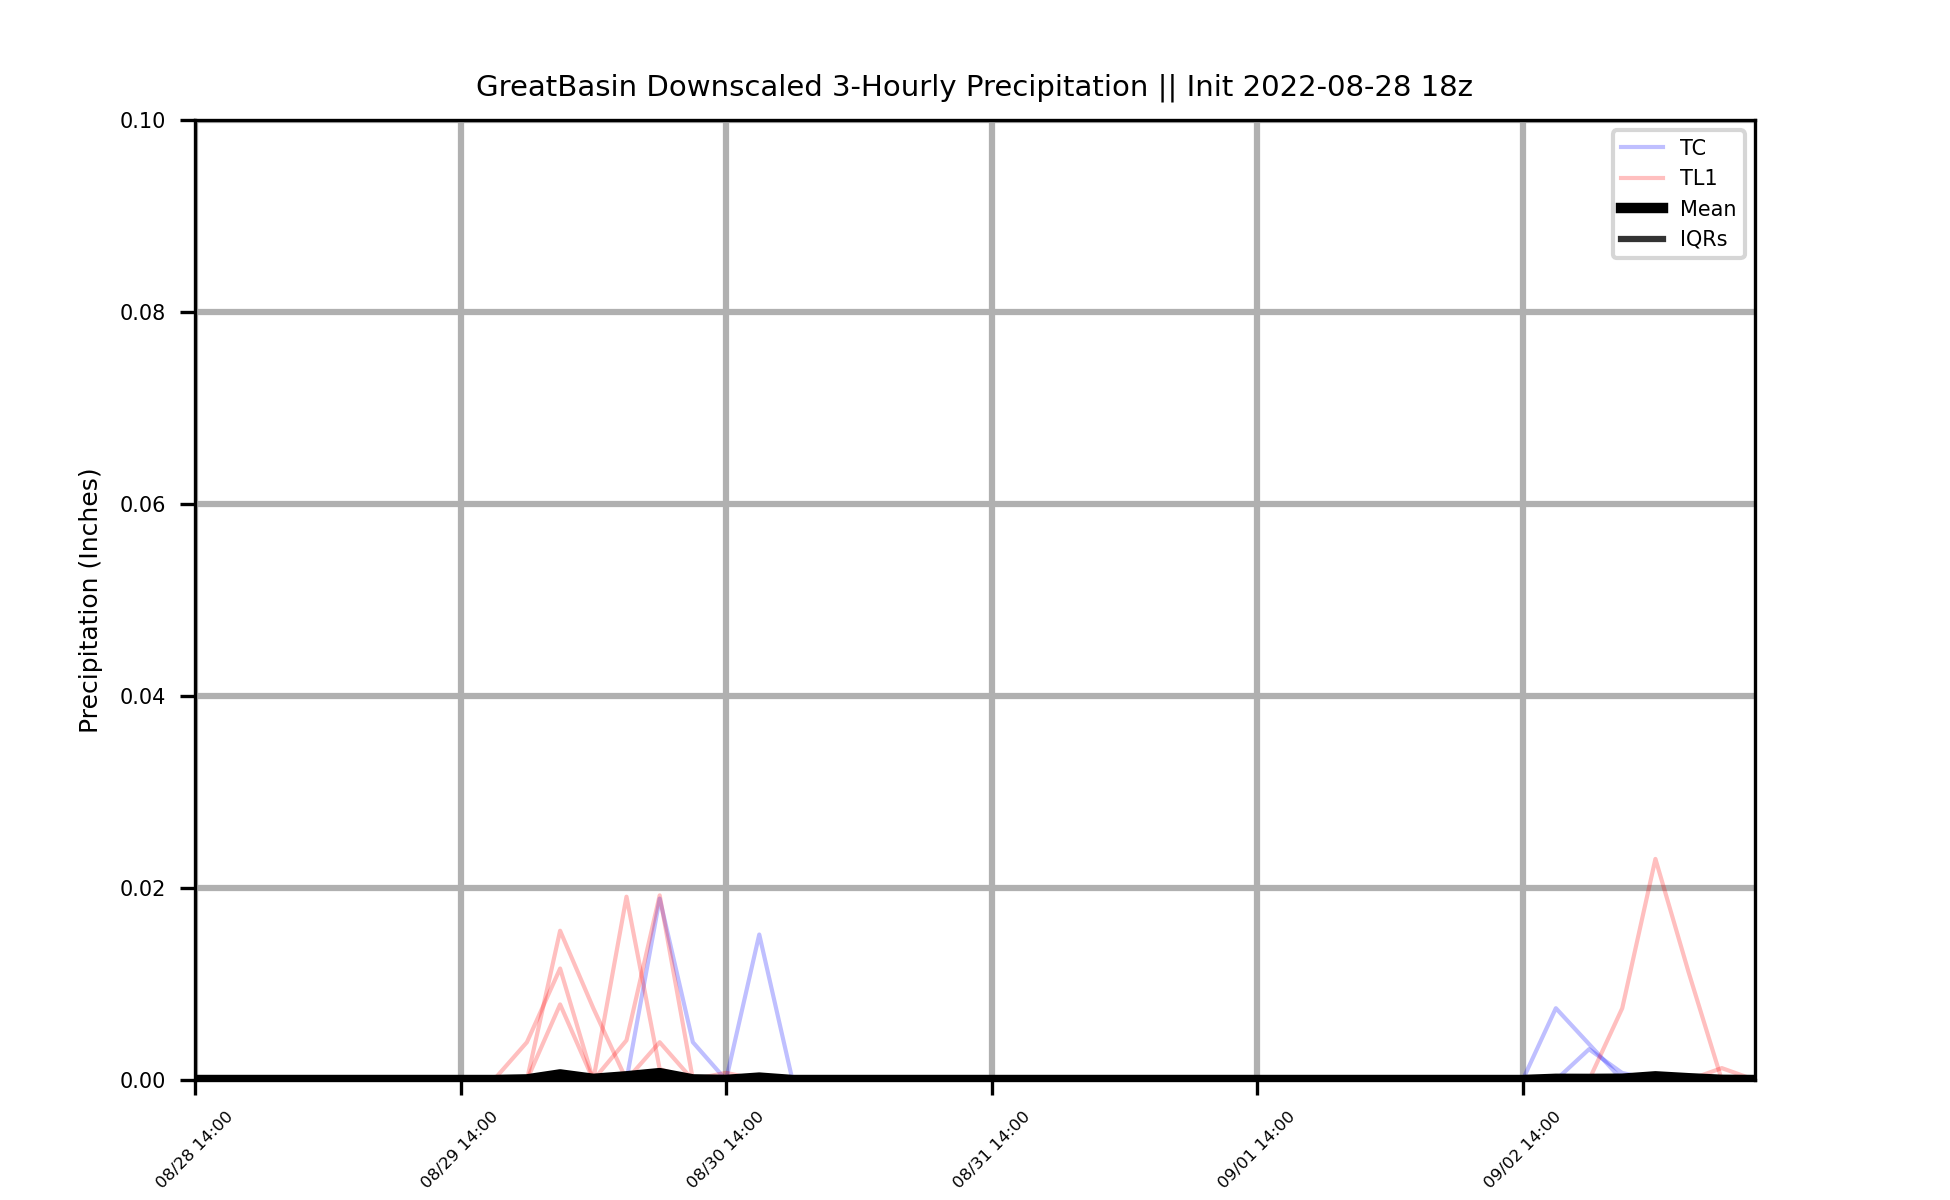 GreatBasin Downscaled 3-Hourly Precipitation || Init 2022-08-28 18z
TC
TL1
Mean
IQRs
Precipitation (Inches)
0.10
0.08
0.06
0.04
0.02
0.00
08/28 14:00
08/29 14:00
08/30 14:00
08/31 14:00
09/01 14:00
09/02 14:00